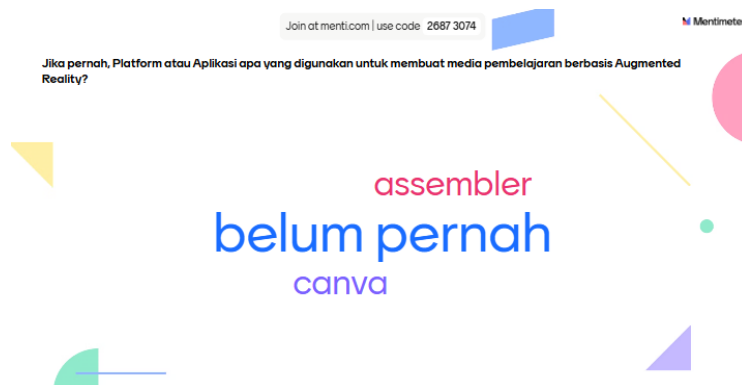 Join at menti.com | use code 2687 3074
Mentimete
Jika pernah, Platform atau Aplikasi apa yang digunakan untuk membuat media pembelajaran berbasis Augmented
Reality?
assembler
belum pernah
canva